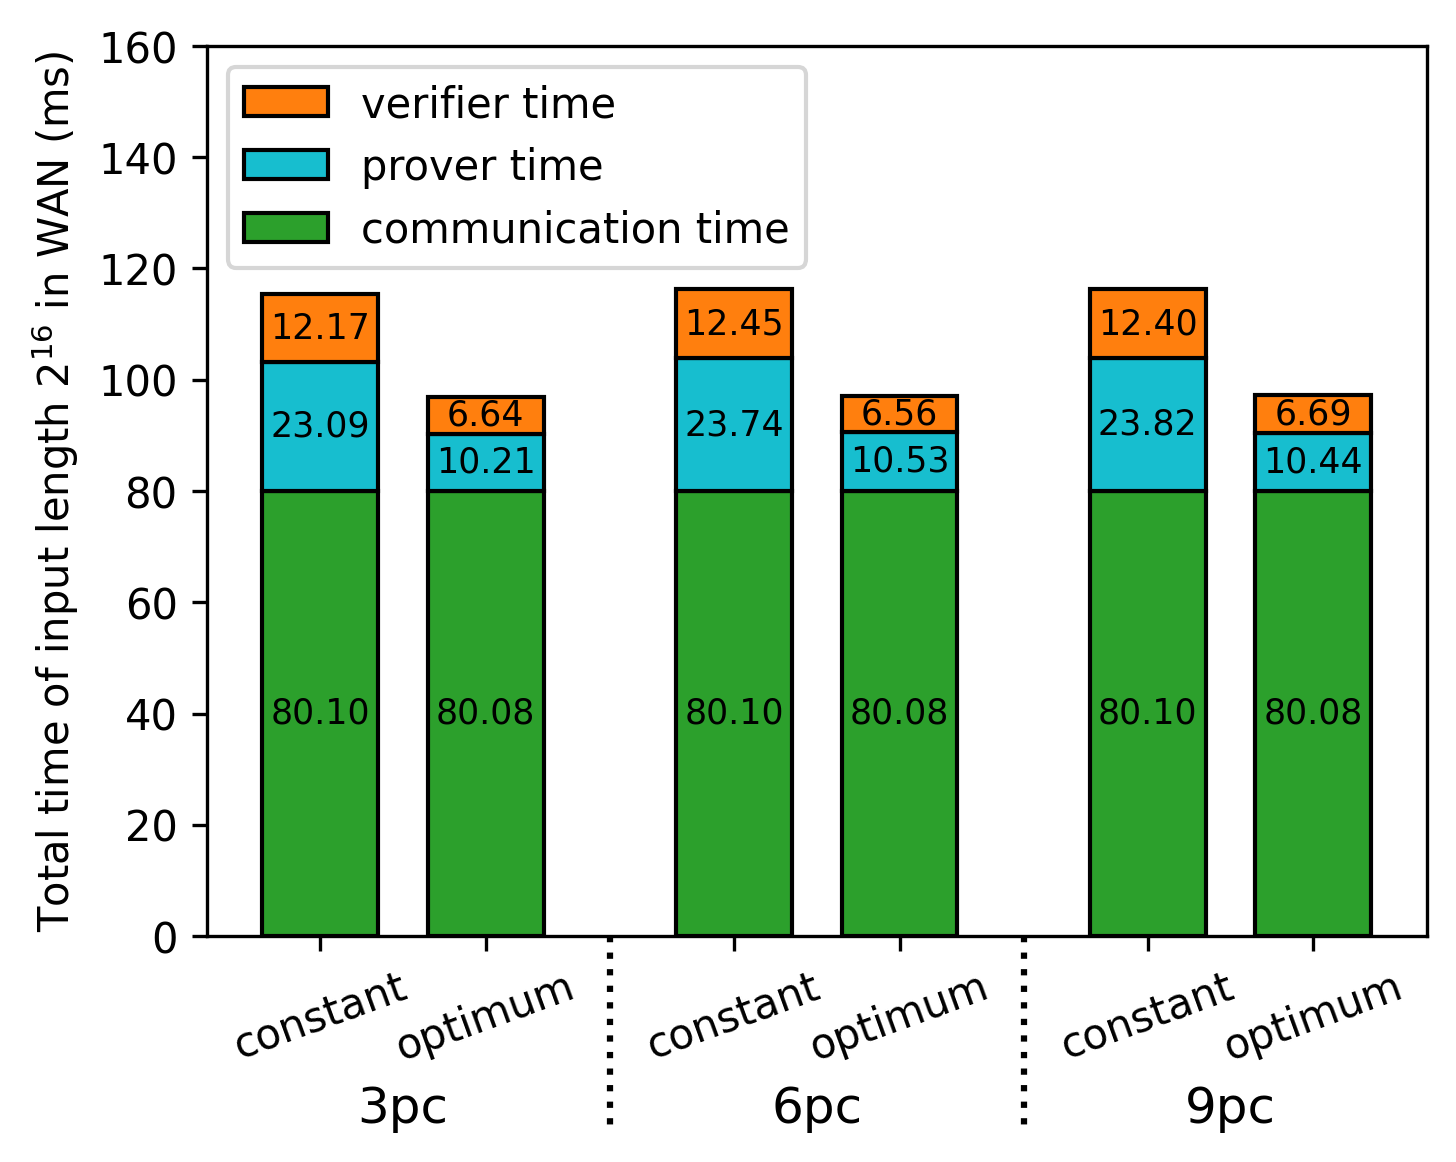 Total time of input length 2^16 in WAN (ms)
160
140
120
100
80
60
40
20
0
verifier time
prover time
communication time
12.17
23.09
80.10
6.64
10.21
80.08
12.45
23.74
80.10
6.56
10.53
80.08
12.40
23.82
80.10
6.69
10.44
80.08
constant
optimum
constant
optimum
constant
optimum
3pc
6pc
9pc